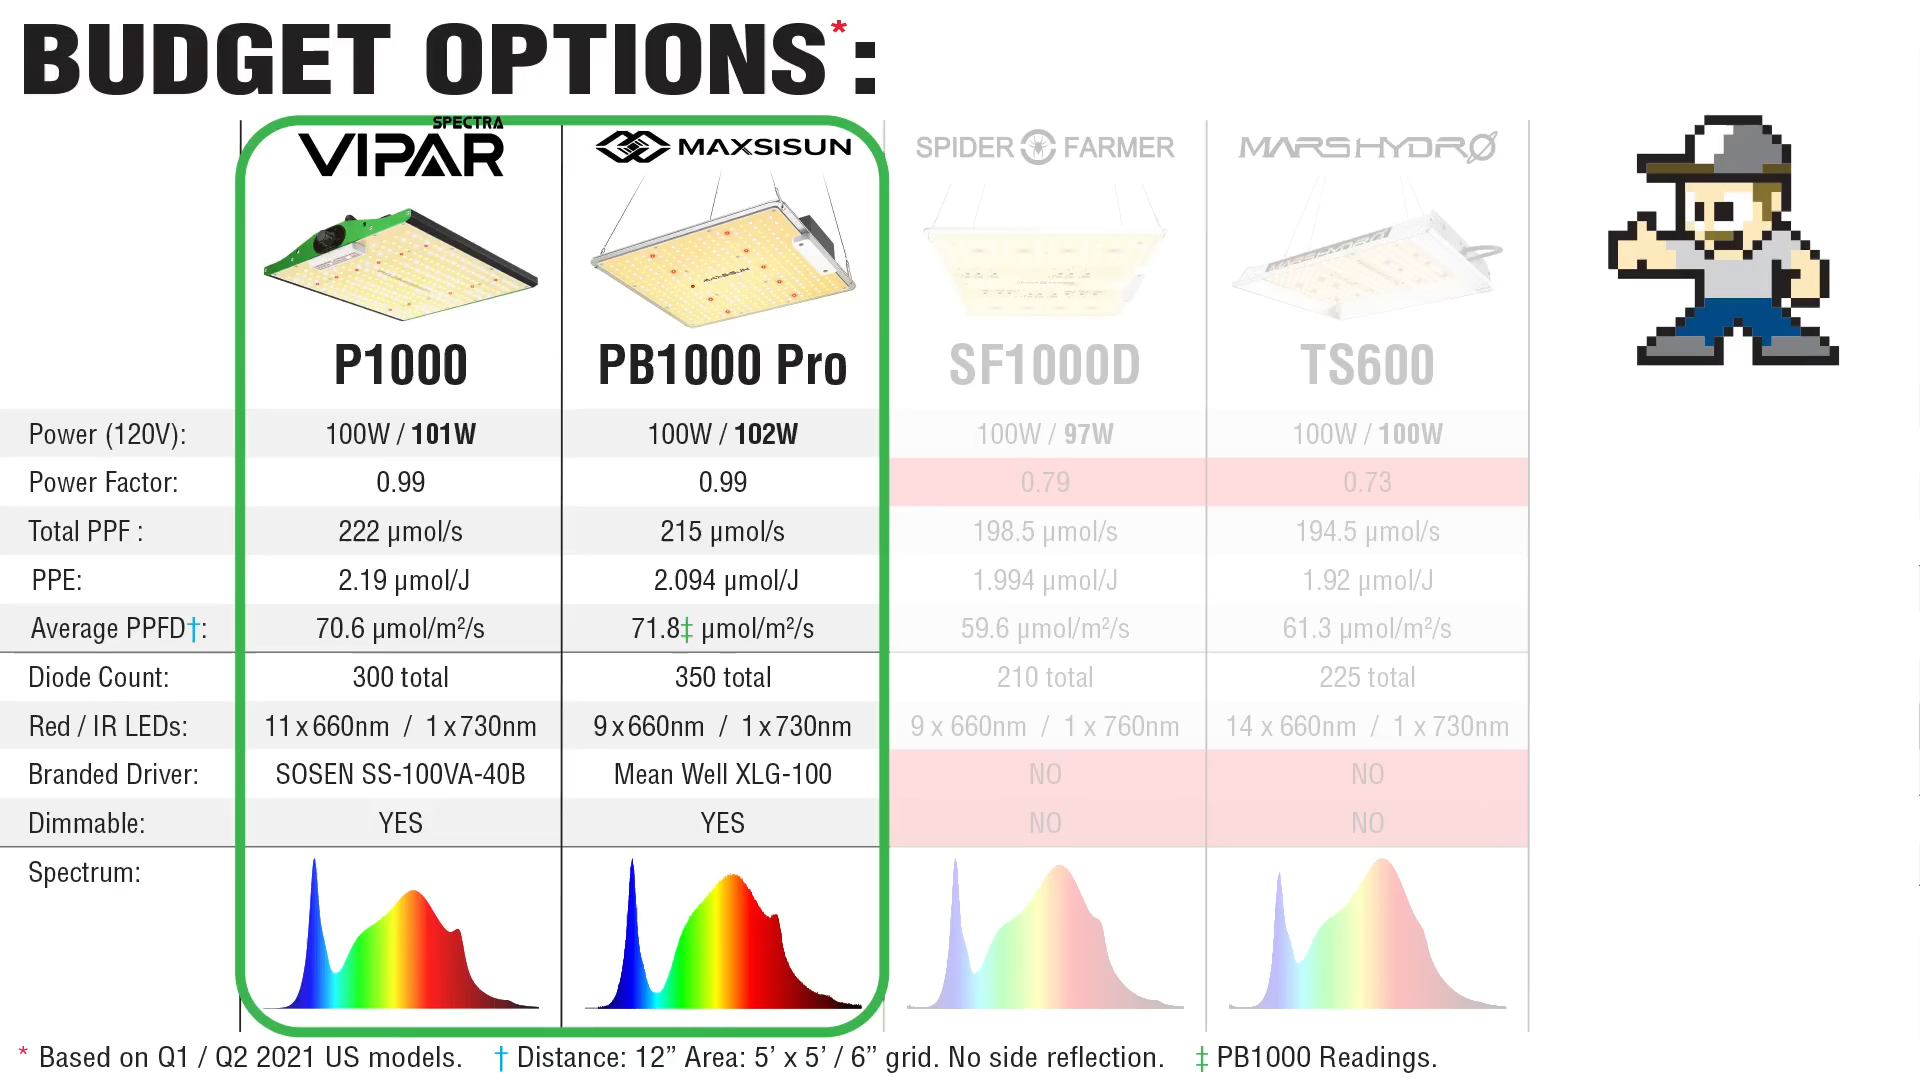 BUDGET OPTIONS*:
SPECTRA
VIPAR
MAXSISUN
SPIDER FARMER
MARS HYDRO
P1000
PB1000 Pro
SF1000D
TS600
Power (120V): 100W / 101W 100W / 102W 100W / 97W 100W / 100W
Power Factor: 0.99 0.99 0.79 0.73
Total PPF : 222 µmol/s 215 µmol/s 198.5 µmol/s 194.5 µmol/s
PPE: 2.19 µmol/J 2.094 µmol/J 1.994 µmol/J 1.92 µmol/J
Average PPFD†: 70.6 µmol/m²/s 71.8‡ µmol/m²/s 59.6 µmol/m²/s 61.3 µmol/m²/s
Diode Count: 300 total 350 total 210 total 225 total
Red / IR LEDs: 11 x 660nm / 1 x 730nm 9 x 660nm / 1 x 730nm 9 x 660nm / 1 x 760nm 14 x 660nm / 1 x 730nm
Branded Driver: SOSEN SS-100VA-40B Mean Well XLG-100 NO NO
Dimmable: YES YES NO NO
Spectrum:
* Based on Q1 / Q2 2021 US models. † Distance: 12” Area: 5’ x 5’ / 6” grid. No side reflection. ‡ PB1000 Readings.